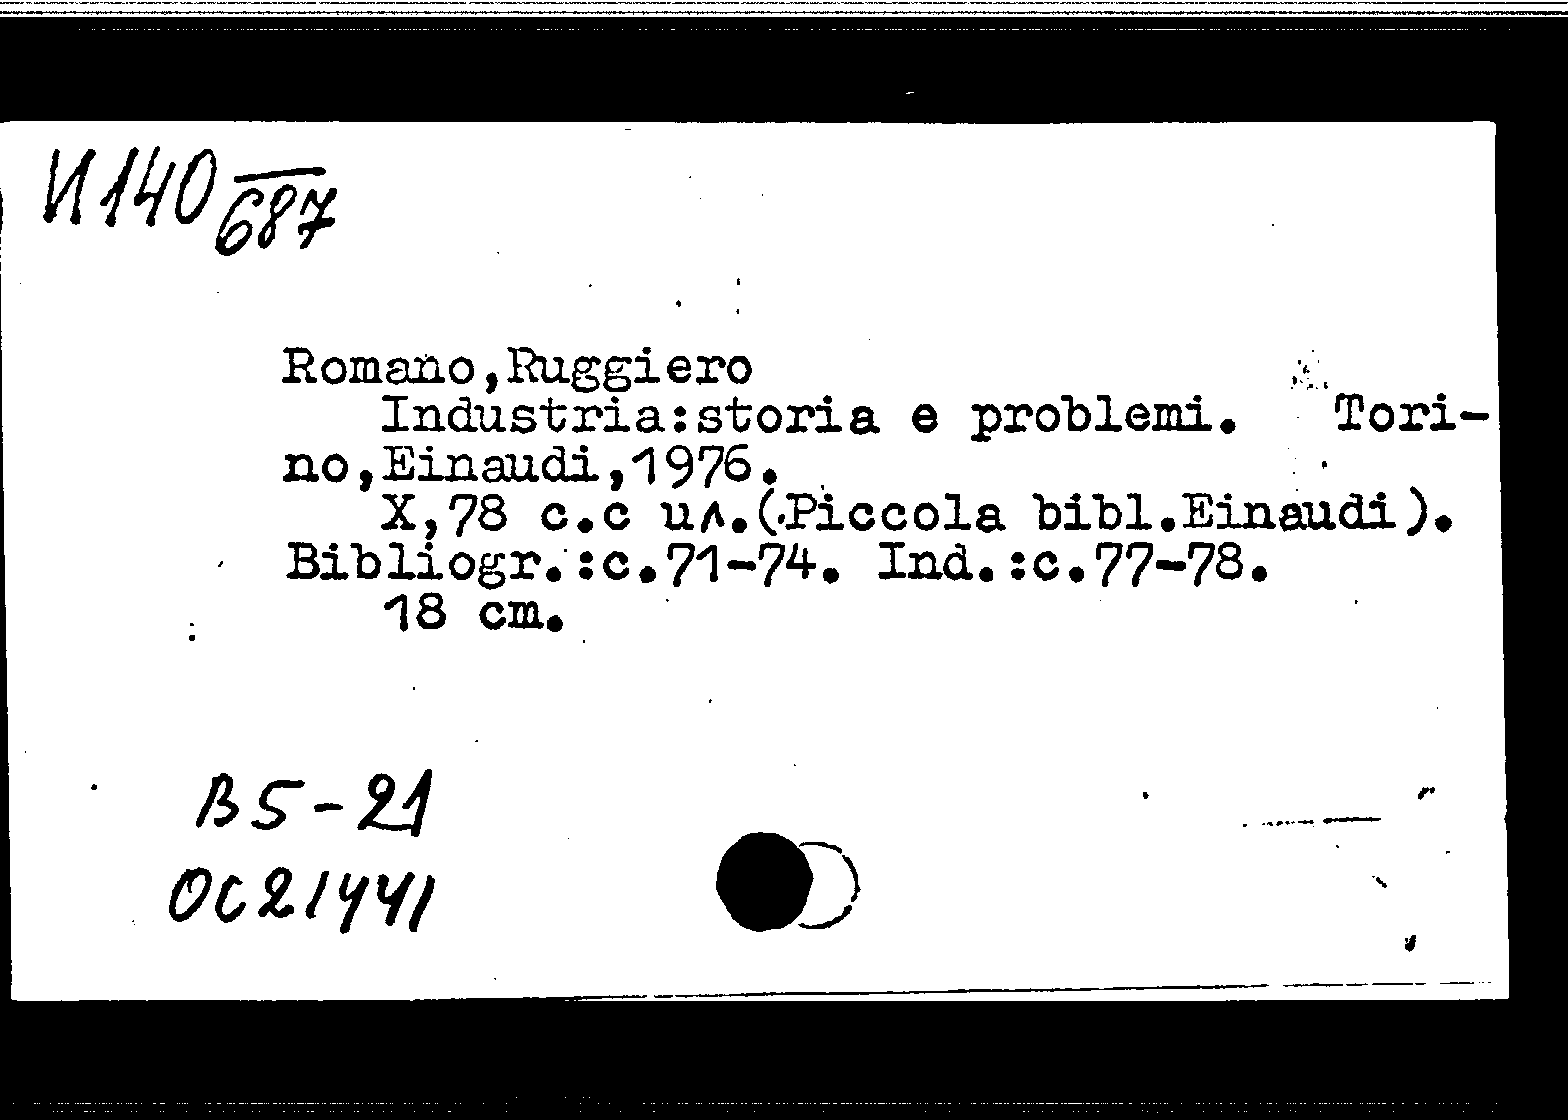 И140/687
Romano,Ruggiero
Industria:storia e problemi. Tori-
no,Einaudi,1976.
X,78 с.с ил.(Piccola bibl.Einaudi).
Bibliogr.:с.71-74. Ind.:с.77-78.
18 cm.
В5-21
ОС21441